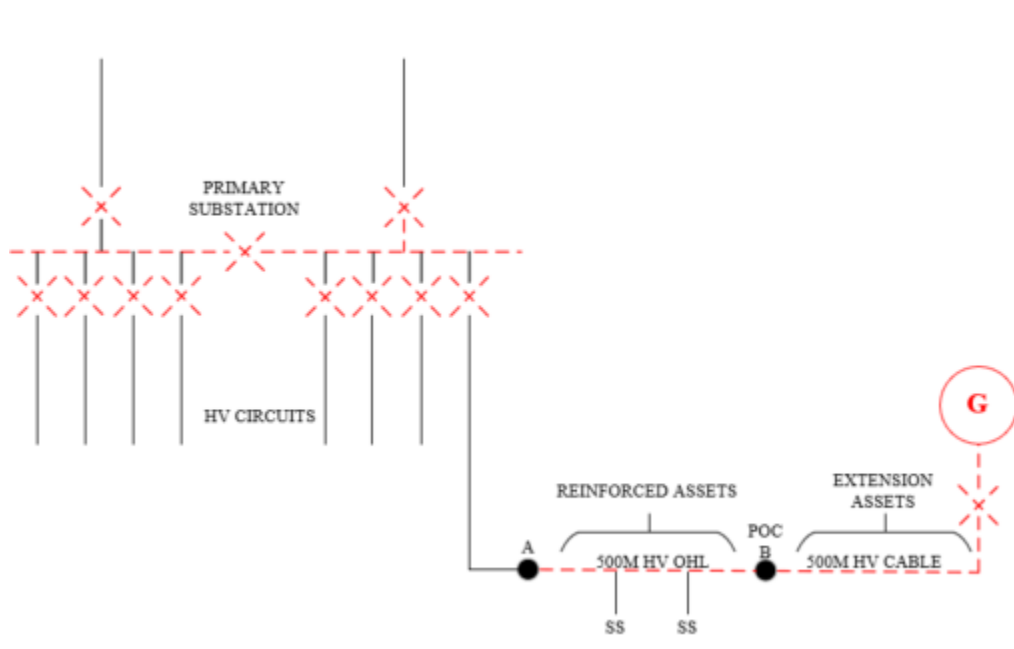 PRIMARY
SUBSTATION
HV CIRCUITS
G
EXTENSION
ASSETS
REINFORCED ASSETS
POC
A
B
500M HV OHL
500M HV CABLE
SS
SS